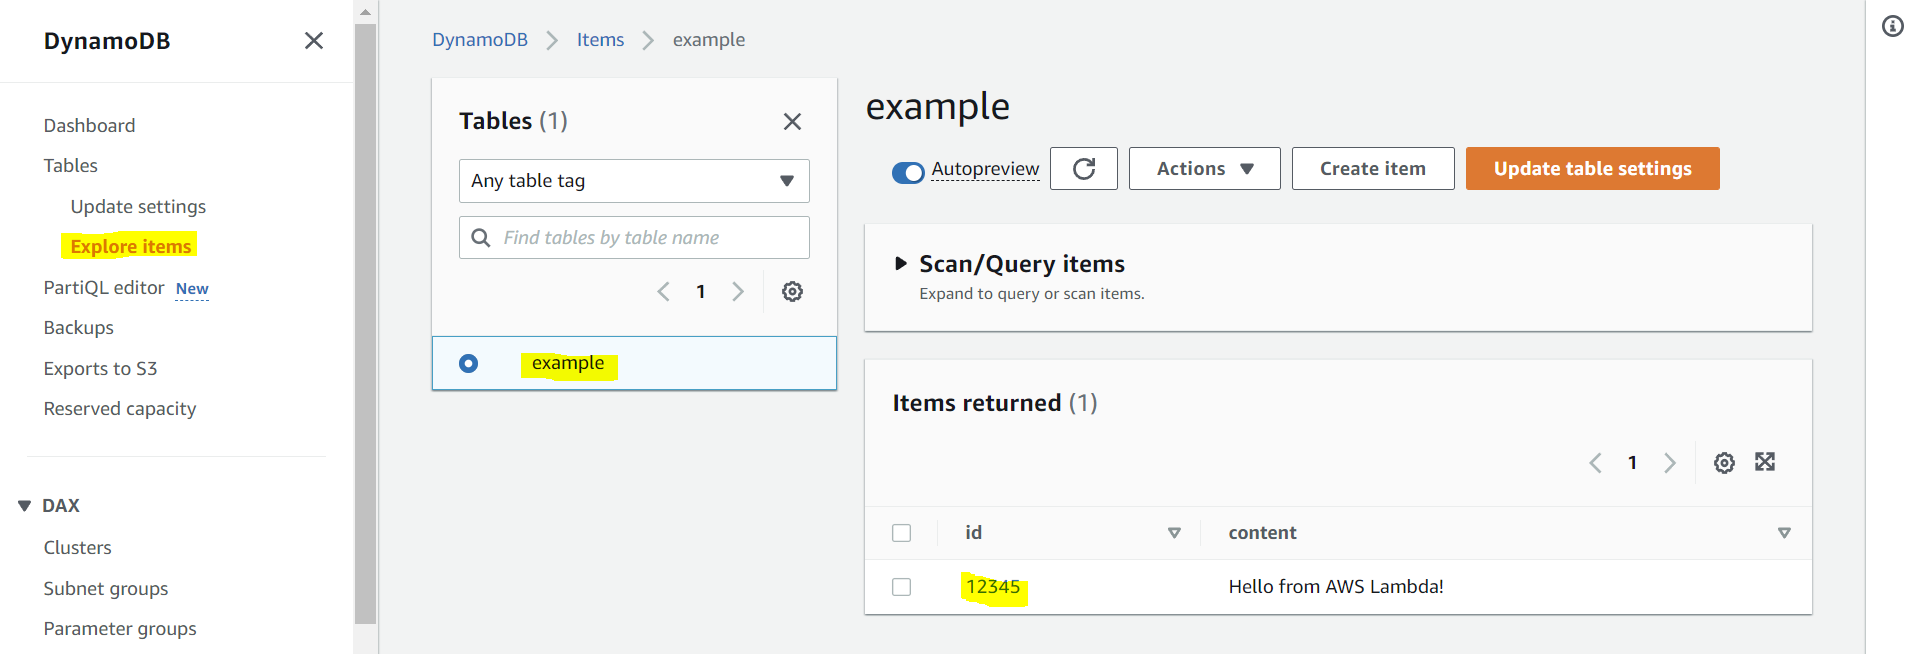 DynamoDB
Dashboard
Tables
Update settings
Explore items
PartiQL editor New
Backups
Exports to S3
Reserved capacity
DAX
Clusters
Subnet groups
Parameter groups
DynamoDB Items example
Tables (1)
Any table tag
Find tables by table name
1
example
example
Autopreview Actions Create item Update table settings
Scan/Query items
Expand to query or scan items.
Items returned (1)
1
id content
12345 Hello from AWS Lambda!